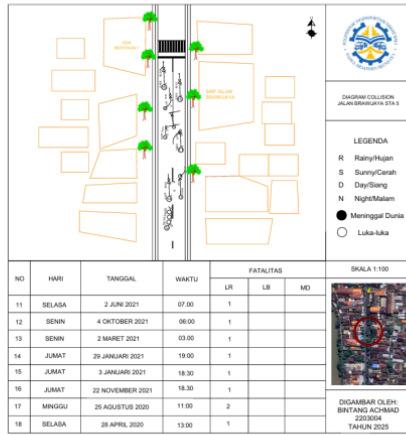 SDN
BRAWIJAYA 1
SMP ISLAM
BRAWIJAYA
DIAGRAM COLLISION
JALAN BRAWIJAYA STA 5
LEGENDA
R Rainy/Hujan
S Sunny/Cerah
D Day/Siang
N Night/Malam
Meninggal Dunia
Luka-luka
SKALA 1:100
NO HARI TANGGAL WAKTU FATALITAS
LR LB MD
11 SELASA 2 JUNI 2021 07.00 1
12 SENIN 4 OKTOBER 2021 06:00 1
13 SENIN 2 MARET 2021 03.00 1
14 JUMAT 29 JANUARI 2021 19:00 1
15 JUMAT 3 JANUARI 2021 18:30 1
16 JUMAT 22 NOVEMBER 2021 18.30 1
17 MINGGU 25 AGUSTUS 2020 11:00 2
18 SELASA 28 APRIL 2020 13:00 1
DIGAMBAR OLEH:
BINTANG ACHMAD
2203004
TAHUN 2025